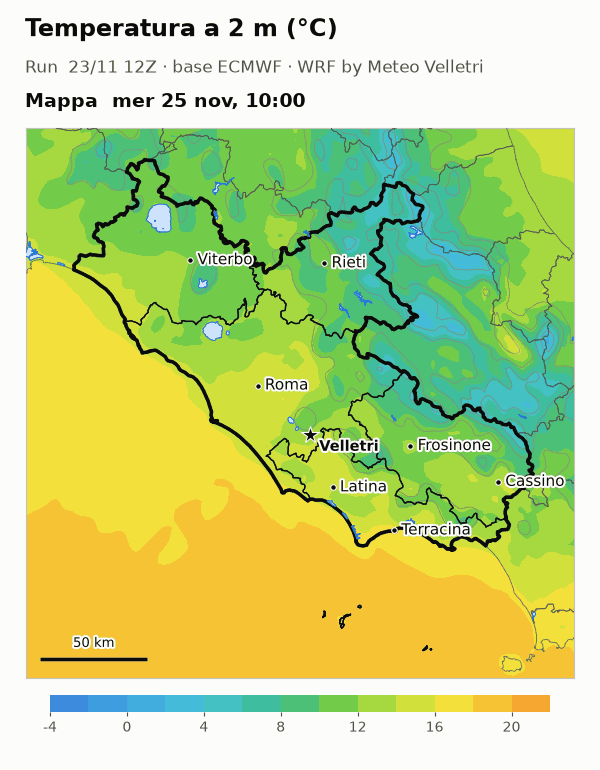 Temperatura a 2 m (°C)
Run  23/11 12Z · base ECMWF · WRF by Meteo Velletri
Mappa  mer 25 nov, 10:00
Viterbo
Rieti
Roma
Velletri
Frosinone
Cassino
Latina
Terracina
50 km
-4 0 4 8 12 16 20